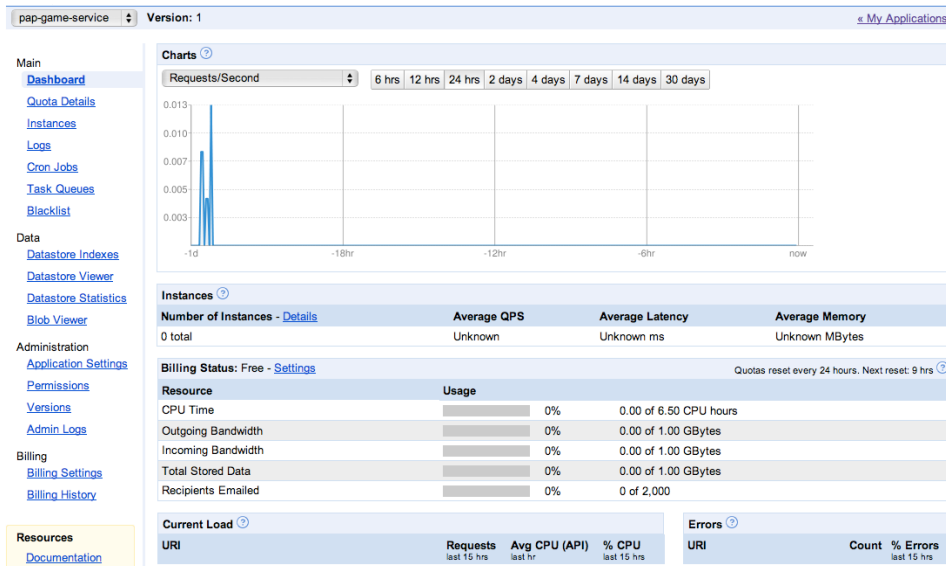 pap-game-service Version: 1 « My Applications
Main
Dashboard
Quota Details
Instances
Logs
Cron Jobs
Task Queues
Blacklist
Data
Datastore Indexes
Datastore Viewer
Datastore Statistics
Blob Viewer
Administration
Application Settings
Permissions
Versions
Admin Logs
Billing
Billing Settings
Billing History
Resources
Documentation
Charts ?
Requests/Second 6 hrs 12 hrs 24 hrs 2 days 4 days 7 days 14 days 30 days
0.013
0.010
0.007
0.005
0.003
-1d -18hr -12hr -6hr now
Instances ?
Number of Instances - Details Average QPS Average Latency Average Memory
0 total Unknown Unknown ms Unknown MBytes
Billing Status: Free - Settings Quotas reset every 24 hours. Next reset: 9 hrs ?
Resource Usage
CPU Time 0% 0.00 of 6.50 CPU hours
Outgoing Bandwidth 0% 0.00 of 1.00 GBytes
Incoming Bandwidth 0% 0.00 of 1.00 GBytes
Total Stored Data 0% 0.00 of 1.00 GBytes
Recipients Emailed 0% 0 of 2,000
Current Load ?
URI Requests Avg CPU (API) % CPU
last 15 hrs last hr last 15 hrs
Errors ?
URI Count % Errors
last 15 hrs